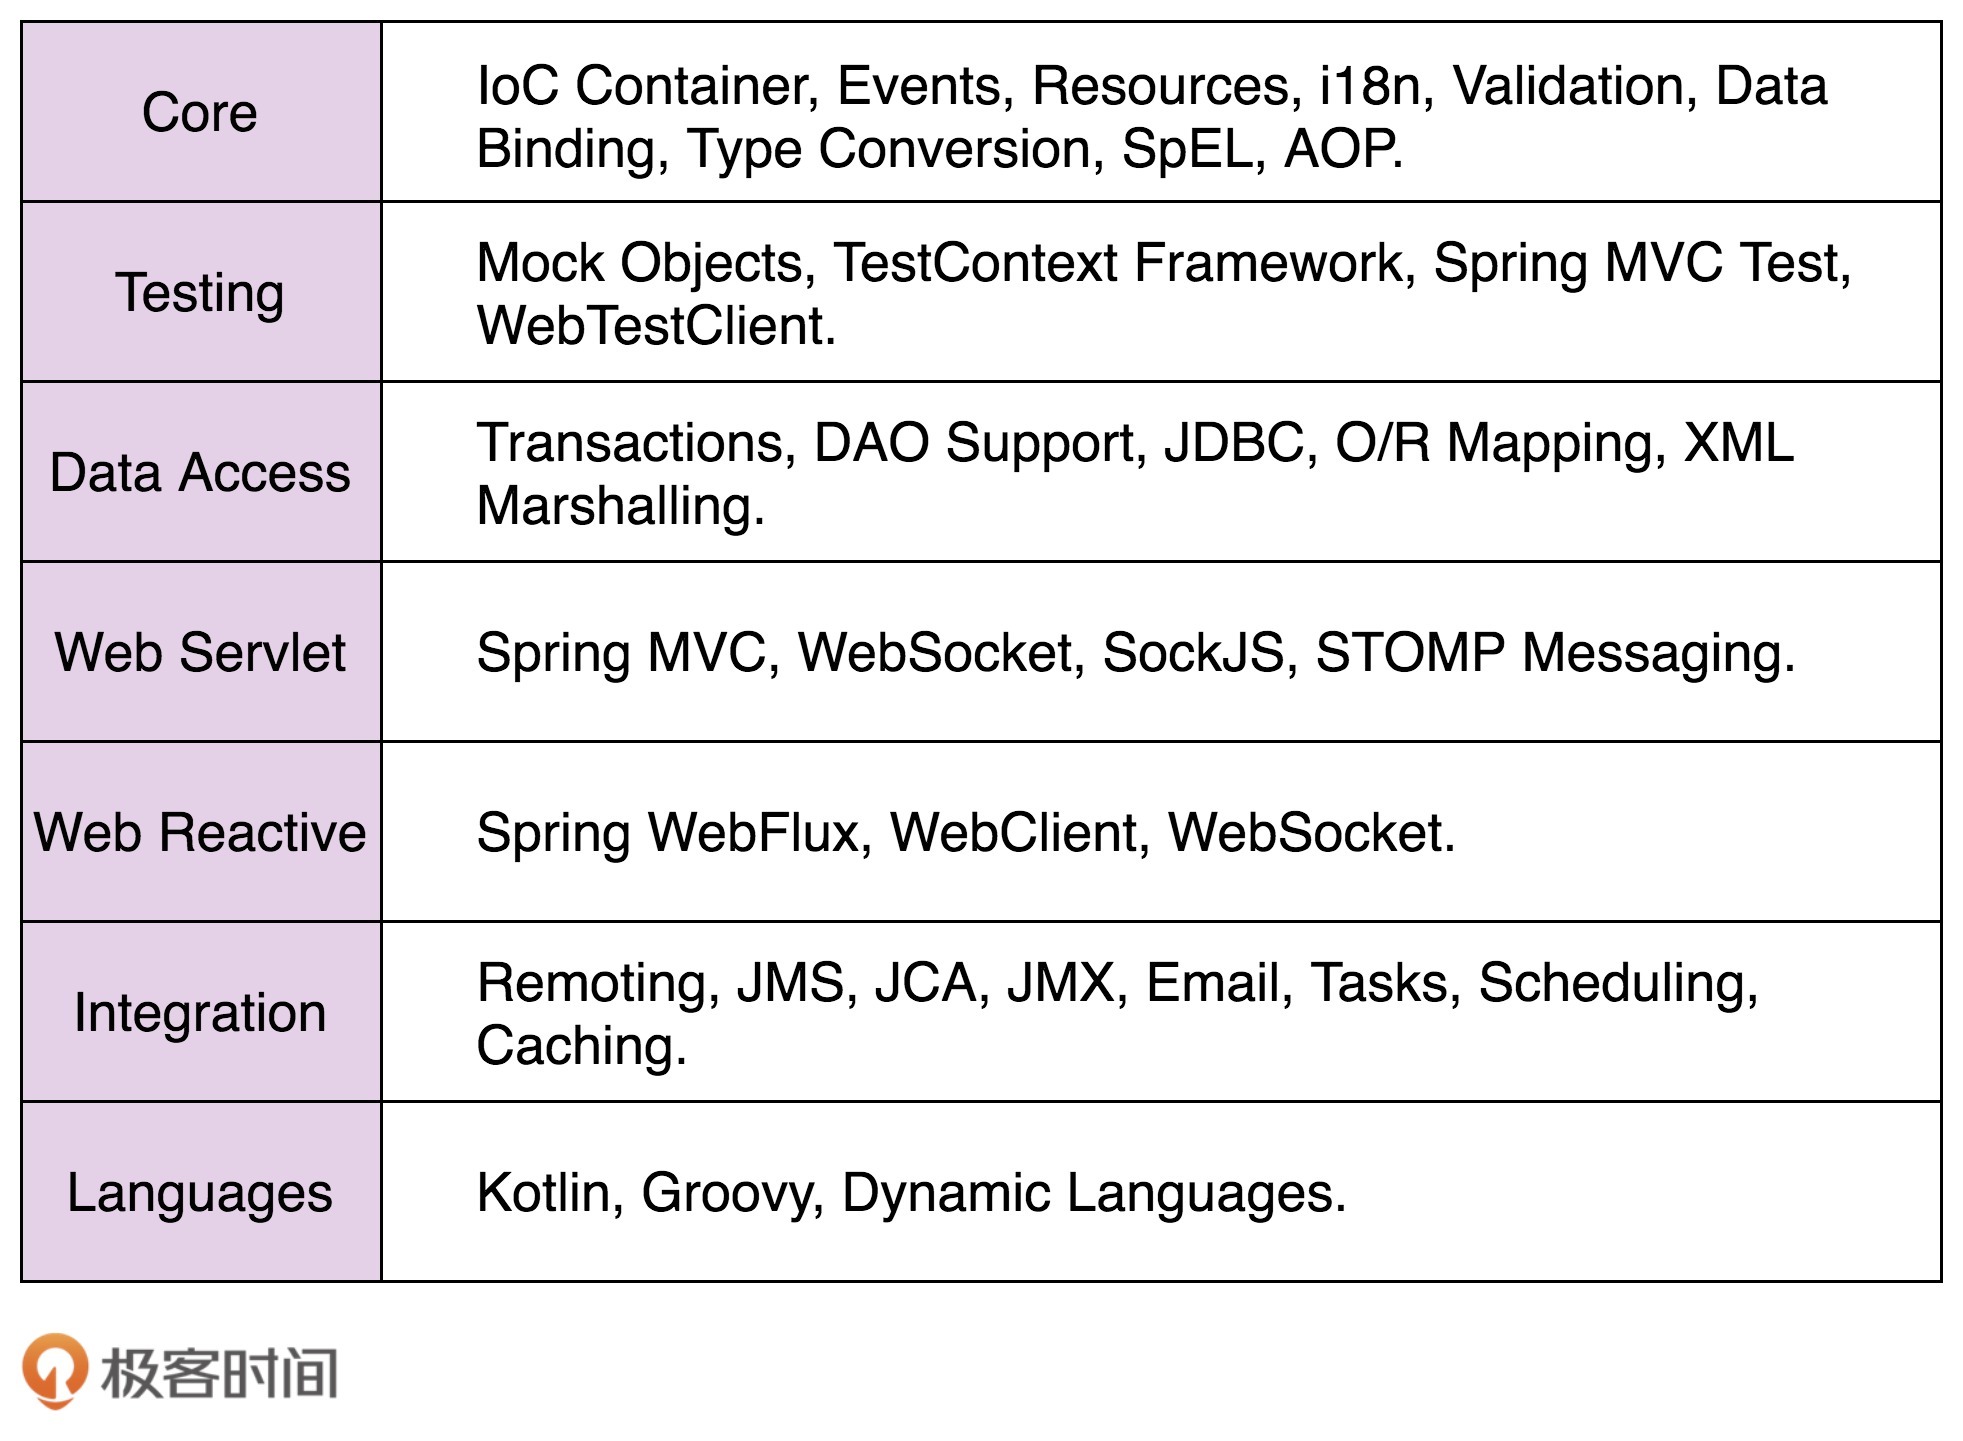 Core
IoC Container, Events, Resources, i18n, Validation, Data
Binding, Type Conversion, SpEL, AOP.
Testing
Mock Objects, TestContext Framework, Spring MVC Test,
WebTestClient.
Data Access
Transactions, DAO Support, JDBC, O/R Mapping, XML
Marshalling.
Web Servlet
Spring MVC, WebSocket, SockJS, STOMP Messaging.
Web Reactive
Spring WebFlux, WebClient, WebSocket.
Integration
Remoting, JMS, JCA, JMX, Email, Tasks, Scheduling,
Caching.
Languages
Kotlin, Groovy, Dynamic Languages.
极客时间